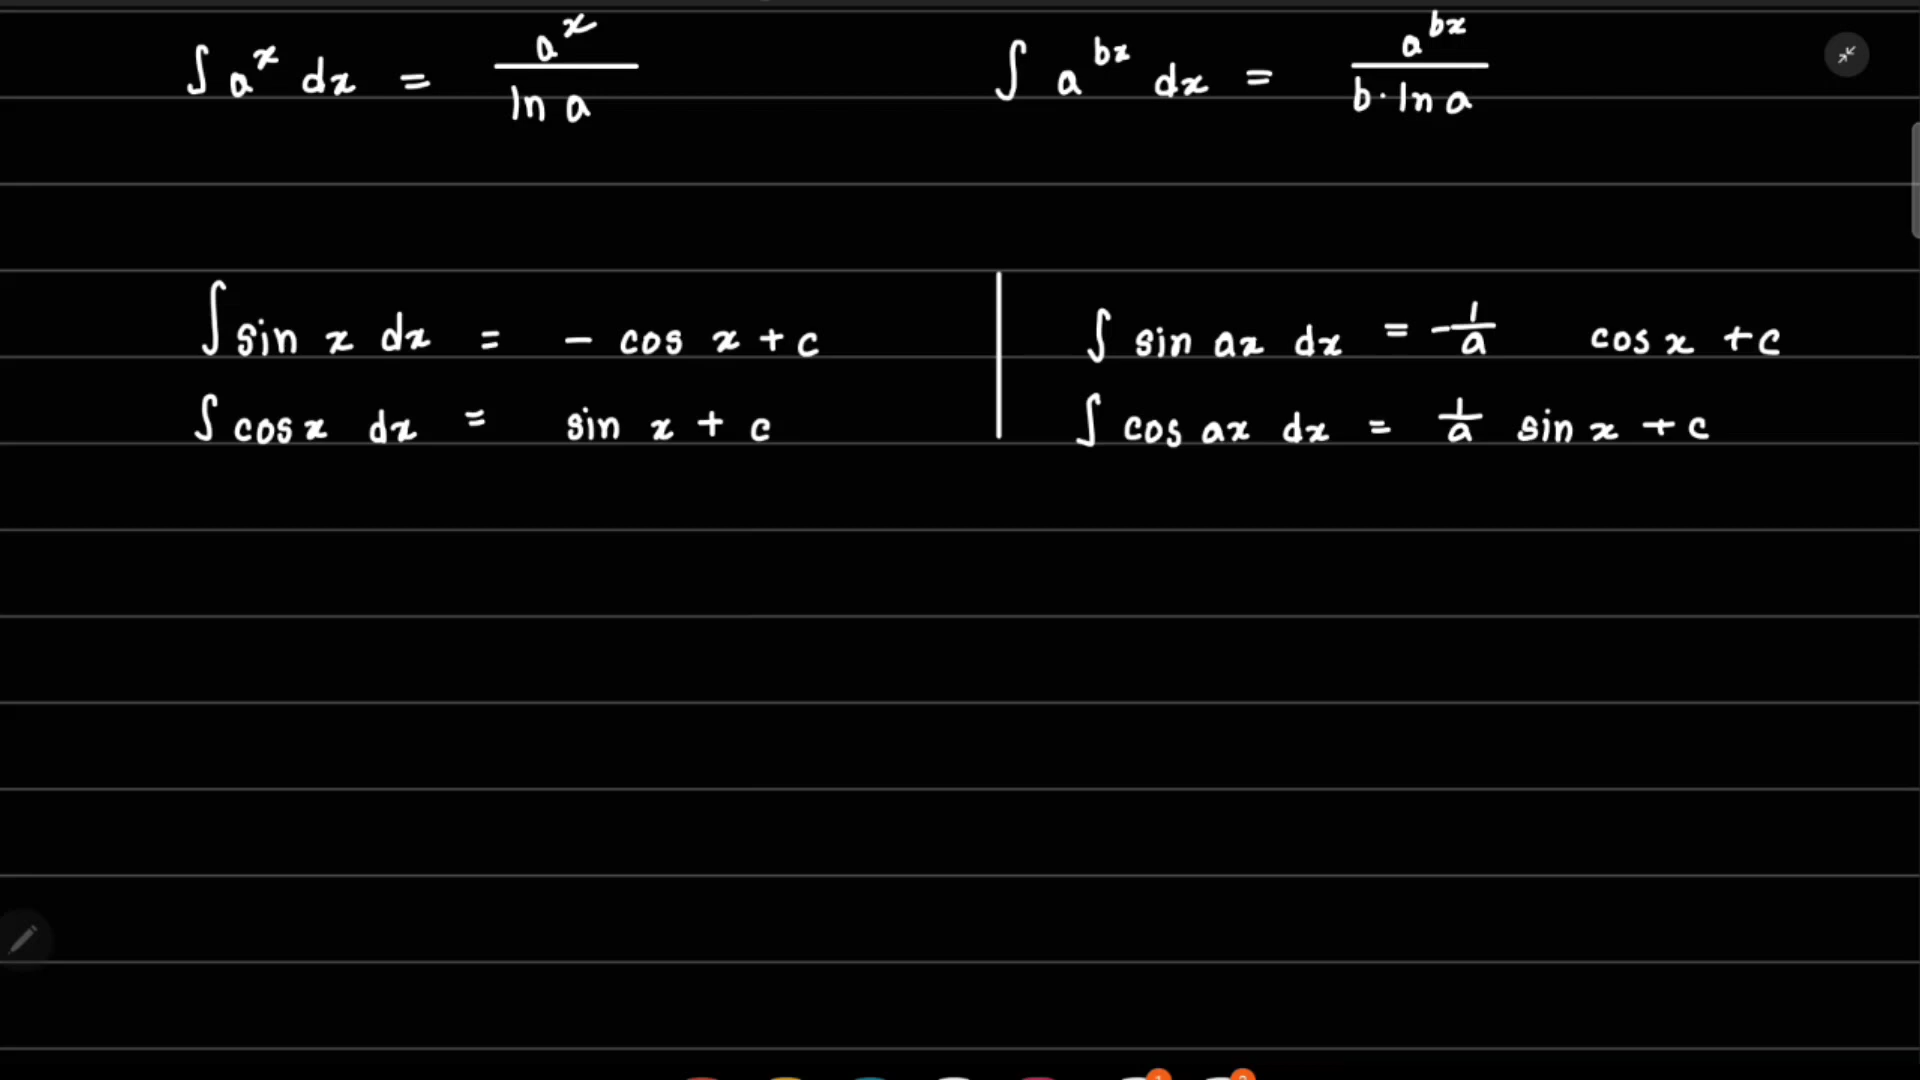 ∫ a^x dx = a^x / ln a    ∫ a^{bx} dx = a^{bx} / b · ln a
∫ sin x dx = - cos x + c    ∫ sin ax dx = - 1/a cos x + c
∫ cos x dx = sin x + c    ∫ cos ax dx = 1/a sin x + c